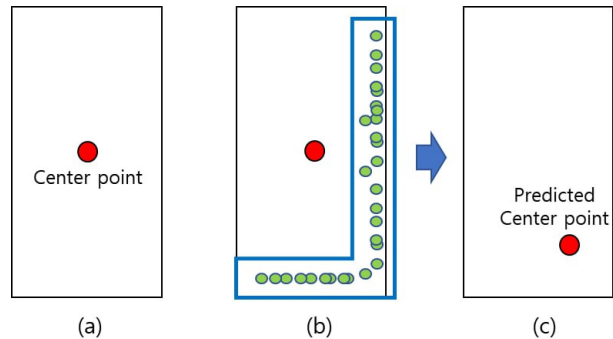 Center point
Predicted
Center point
(a)
(b)
(c)